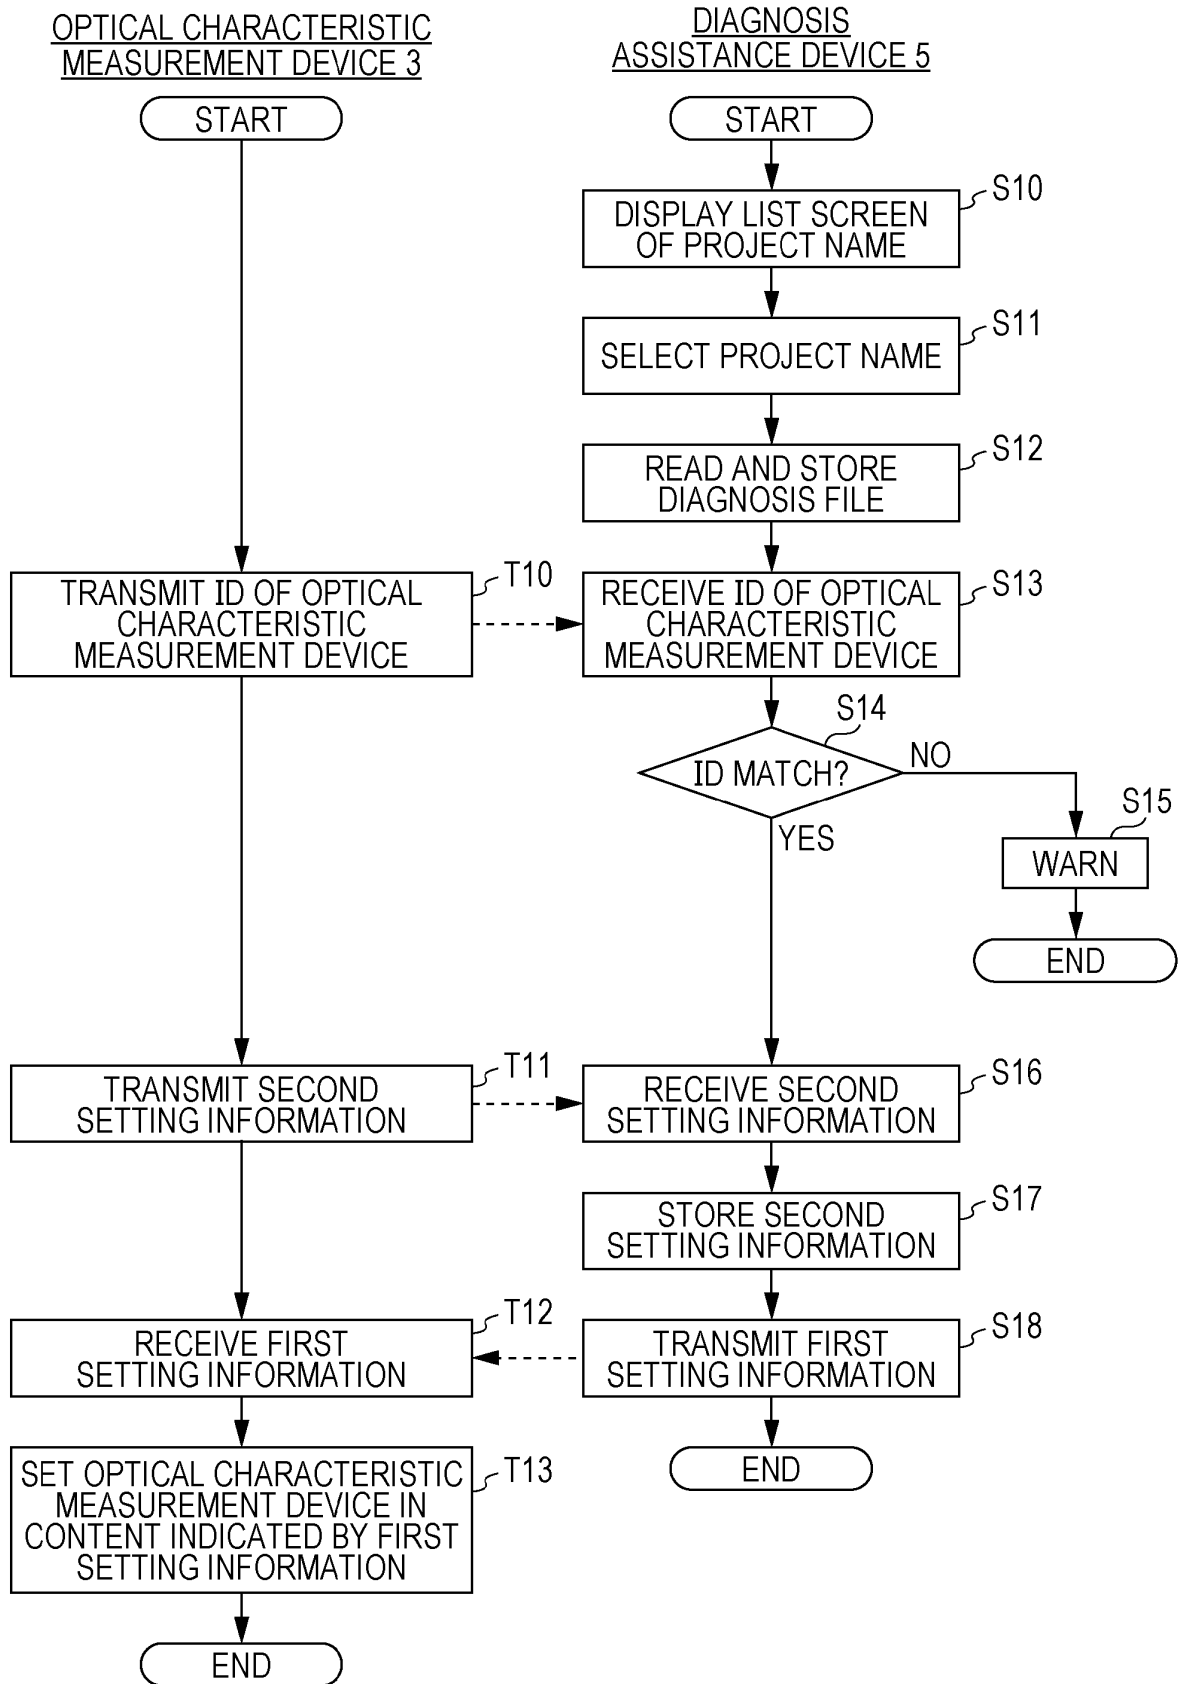 OPTICAL CHARACTERISTIC
MEASUREMENT DEVICE 3
DIAGNOSIS
ASSISTANCE DEVICE 5
START
START
S10
DISPLAY LIST SCREEN
OF PROJECT NAME
S11
SELECT PROJECT NAME
S12
READ AND STORE
DIAGNOSIS FILE
T10
TRANSMIT ID OF OPTICAL
CHARACTERISTIC
MEASUREMENT DEVICE
S13
RECEIVE ID OF OPTICAL
CHARACTERISTIC
MEASUREMENT DEVICE
S14
ID MATCH?
NO
YES
S15
WARN
END
T11
TRANSMIT SECOND
SETTING INFORMATION
S16
RECEIVE SECOND
SETTING INFORMATION
S17
STORE SECOND
SETTING INFORMATION
T12
RECEIVE FIRST
SETTING INFORMATION
S18
TRANSMIT FIRST
SETTING INFORMATION
T13
SET OPTICAL CHARACTERISTIC
MEASUREMENT DEVICE IN
CONTENT INDICATED BY FIRST
SETTING INFORMATION
END
END